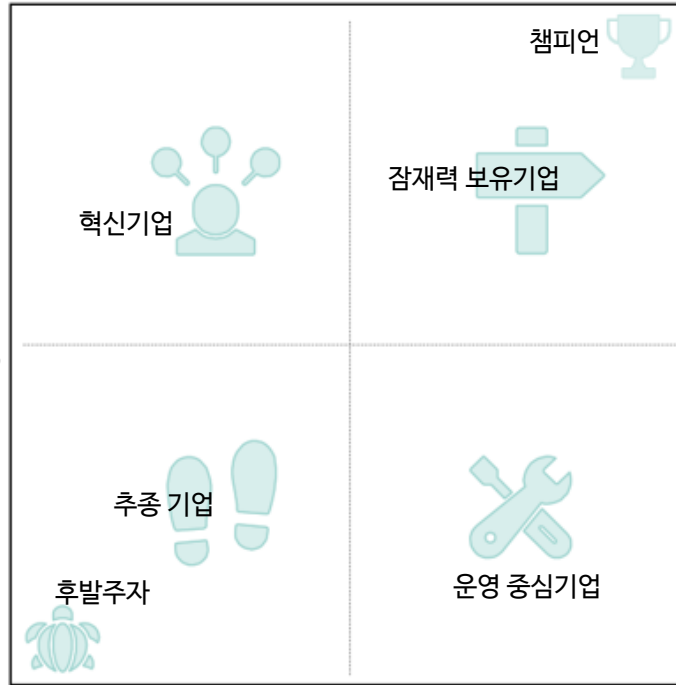 챔피언
잠재력 보유기업
혁신기업
추종 기업
후발주자
운영 중심기업